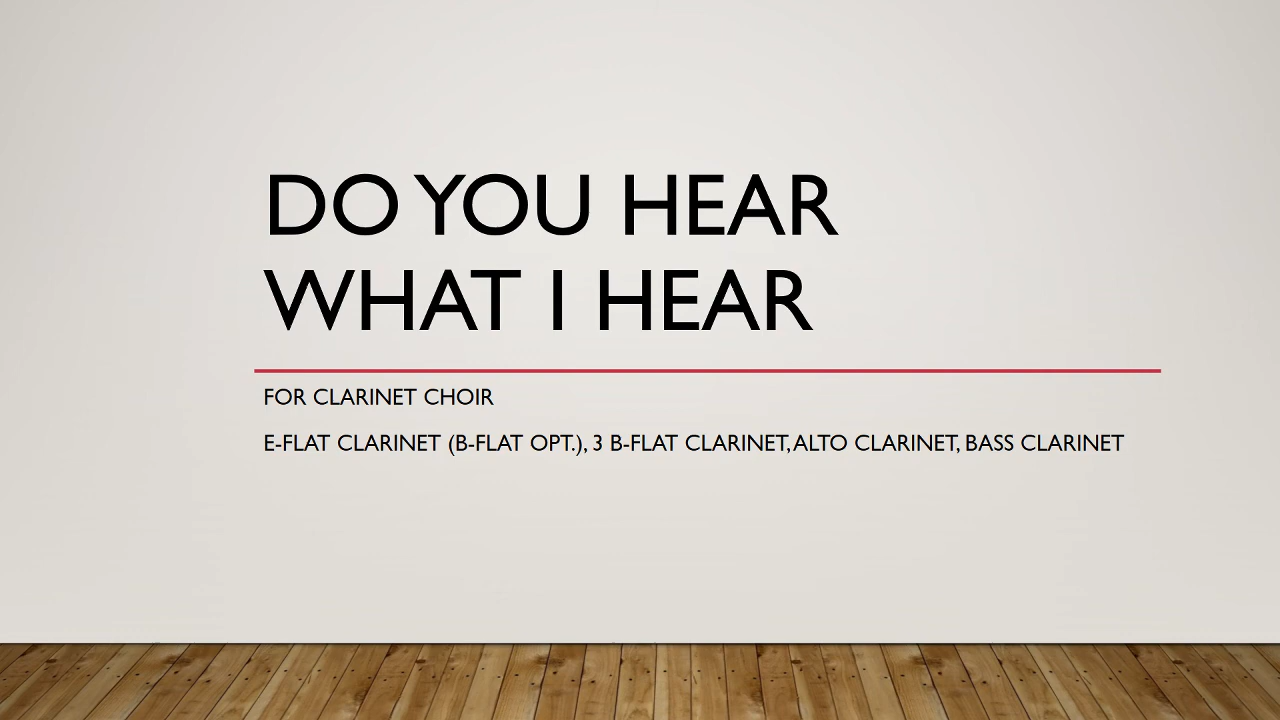 DO YOU HEAR
WHAT I HEAR
FOR CLARINET CHOIR
E-FLAT CLARINET (B-FLAT OPT.), 3 B-FLAT CLARINET, ALTO CLARINET, BASS CLARINET